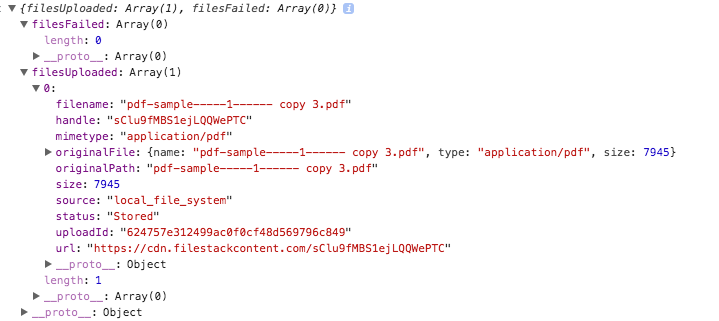 {filesUploaded: Array(1), filesFailed: Array(0)} i
filesFailed: Array(0)
length: 0
__proto__: Array(0)
filesUploaded: Array(1)
0:
filename: "pdf-sample-----1------ copy 3.pdf"
handle: "sClu9fMBS1ejLQQWePTC"
mimetype: "application/pdf"
originalFile: {name: "pdf-sample-----1------ copy 3.pdf", type: "application/pdf", size: 7945}
originalPath: "pdf-sample-----1------ copy 3.pdf"
size: 7945
source: "local_file_system"
status: "Stored"
uploadId: "624757e312499ac0f0cf48d569796c849"
url: "https://cdn.filestackcontent.com/sClu9fMBS1ejLQQWePTC"
__proto__: Object
length: 1
__proto__: Array(0)
__proto__: Object